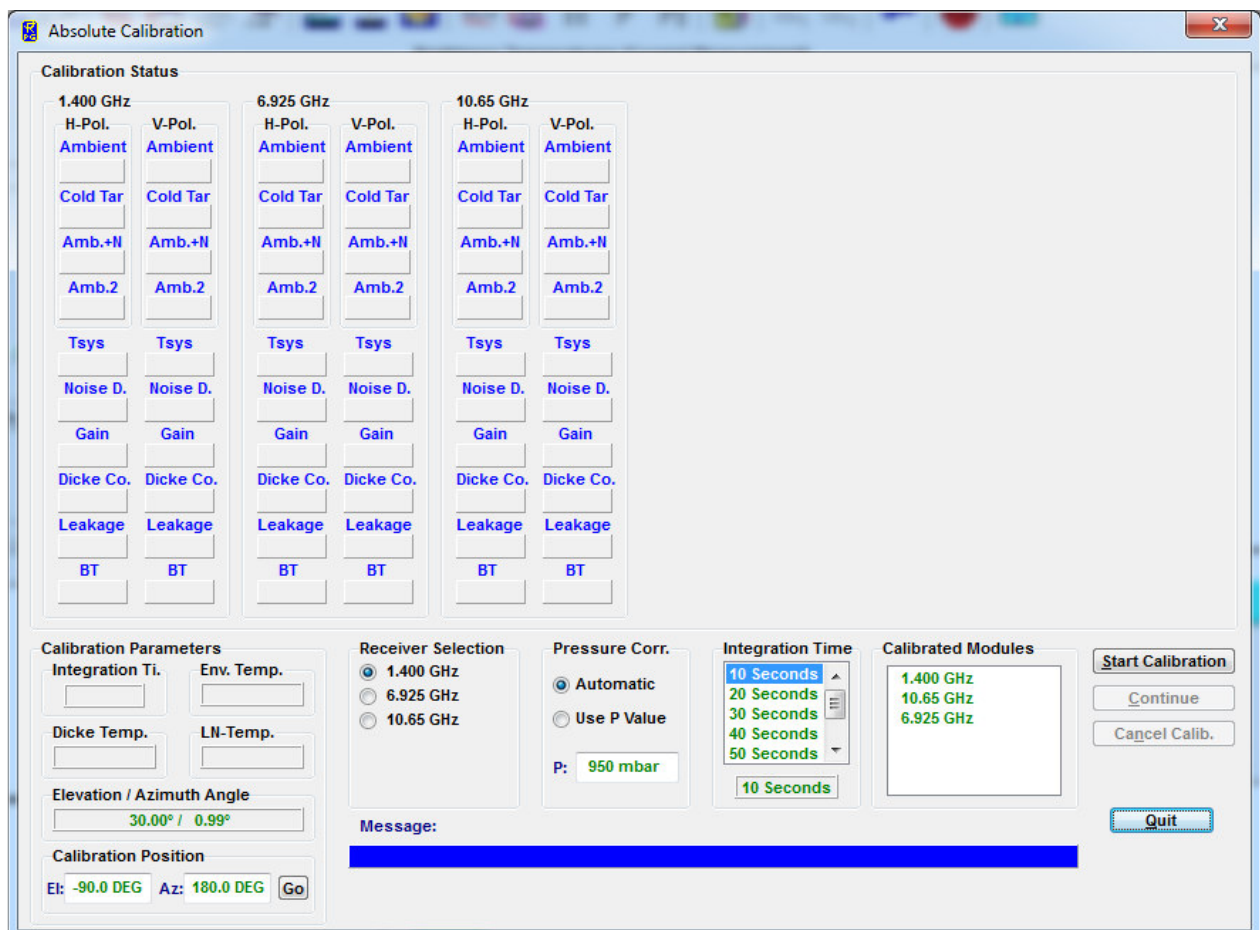 Absolute Calibration
Calibration Status
1.400 GHz 6.925 GHz 10.65 GHz
H-Pol. V-Pol. H-Pol. V-Pol. H-Pol. V-Pol.
Ambient Ambient Ambient Ambient Ambient Ambient
Cold Tar Cold Tar Cold Tar Cold Tar Cold Tar Cold Tar
Amb.+N Amb.+N Amb.+N Amb.+N Amb.+N Amb.+N
Amb.2 Amb.2 Amb.2 Amb.2 Amb.2 Amb.2
Tsys Tsys Tsys Tsys Tsys Tsys
Noise D. Noise D. Noise D. Noise D. Noise D. Noise D.
Gain Gain Gain Gain Gain Gain
Dicke Co. Dicke Co. Dicke Co. Dicke Co. Dicke Co. Dicke Co.
Leakage Leakage Leakage Leakage Leakage Leakage
BT BT BT BT BT BT
Calibration Parameters
Integration Ti. Env. Temp.
Dicke Temp. LN-Temp.
Elevation / Azimuth Angle
30.00° / 0.99°
Calibration Position
El: -90.0 DEG Az: 180.0 DEG Go
Receiver Selection
1.400 GHz
6.925 GHz
10.65 GHz
Pressure Corr.
Automatic
Use P Value
P: 950 mbar
Integration Time
10 Seconds
20 Seconds
30 Seconds
40 Seconds
50 Seconds
10 Seconds
Calibrated Modules
1.400 GHz
10.65 GHz
6.925 GHz
Start Calibration
Continue
Cancel Calib.
Quit
Message: